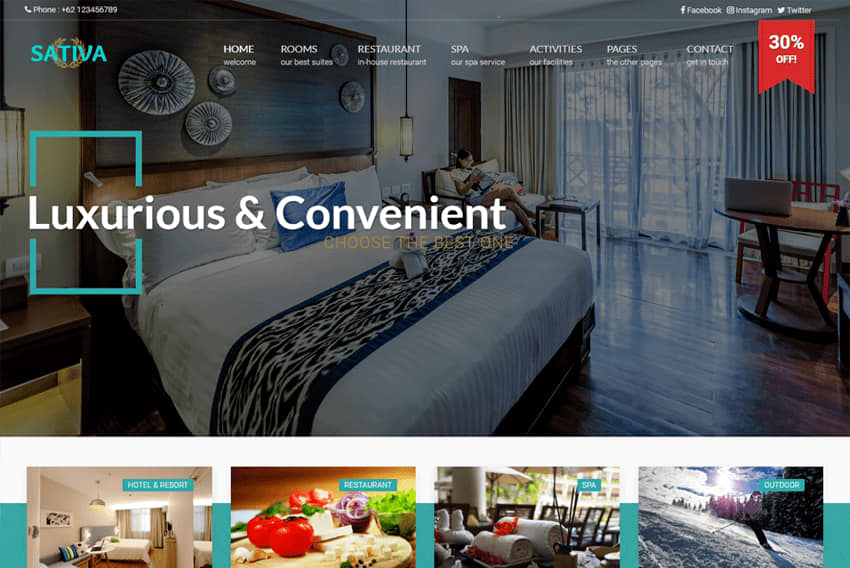 Phone : +62 123456789
Facebook Instagram Twitter
SATIVA
HOME
welcome
ROOMS
our best suites
RESTAURANT
in-house restaurant
SPA
our spa service
ACTIVITIES
our facilities
PAGES
the other pages
CONTACT
get in touch
30%
OFF!
Luxurious & Convenient
CHOOSE THE BEST ONE
HOTEL & RESORT
RESTAURANT
SPA
OUTDOOR